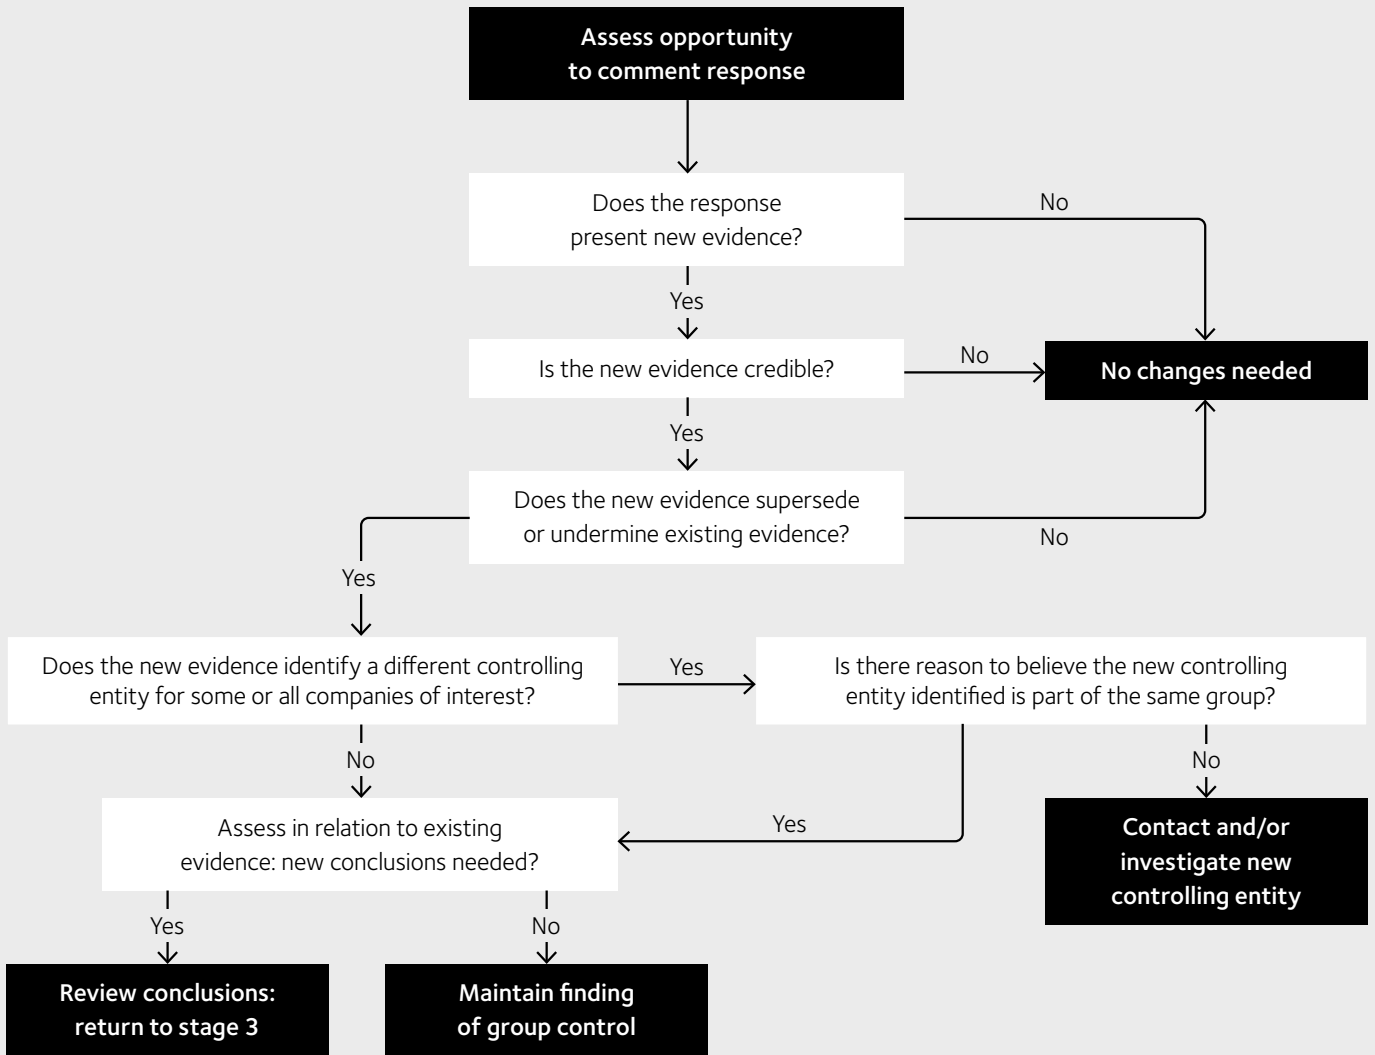 Assess opportunity
to comment response
Does the response
present new evidence?
No
Yes
Is the new evidence credible?
No
No changes needed
Yes
Does the new evidence supersede
or undermine existing evidence?
No
Yes
Does the new evidence identify a different controlling
entity for some or all companies of interest?
Yes
Is there reason to believe the new controlling
entity identified is part of the same group?
No
No
Assess in relation to existing
evidence: new conclusions needed?
Yes
Contact and/or
investigate new
controlling entity
Yes
No
Review conclusions:
return to stage 3
Maintain finding
of group control